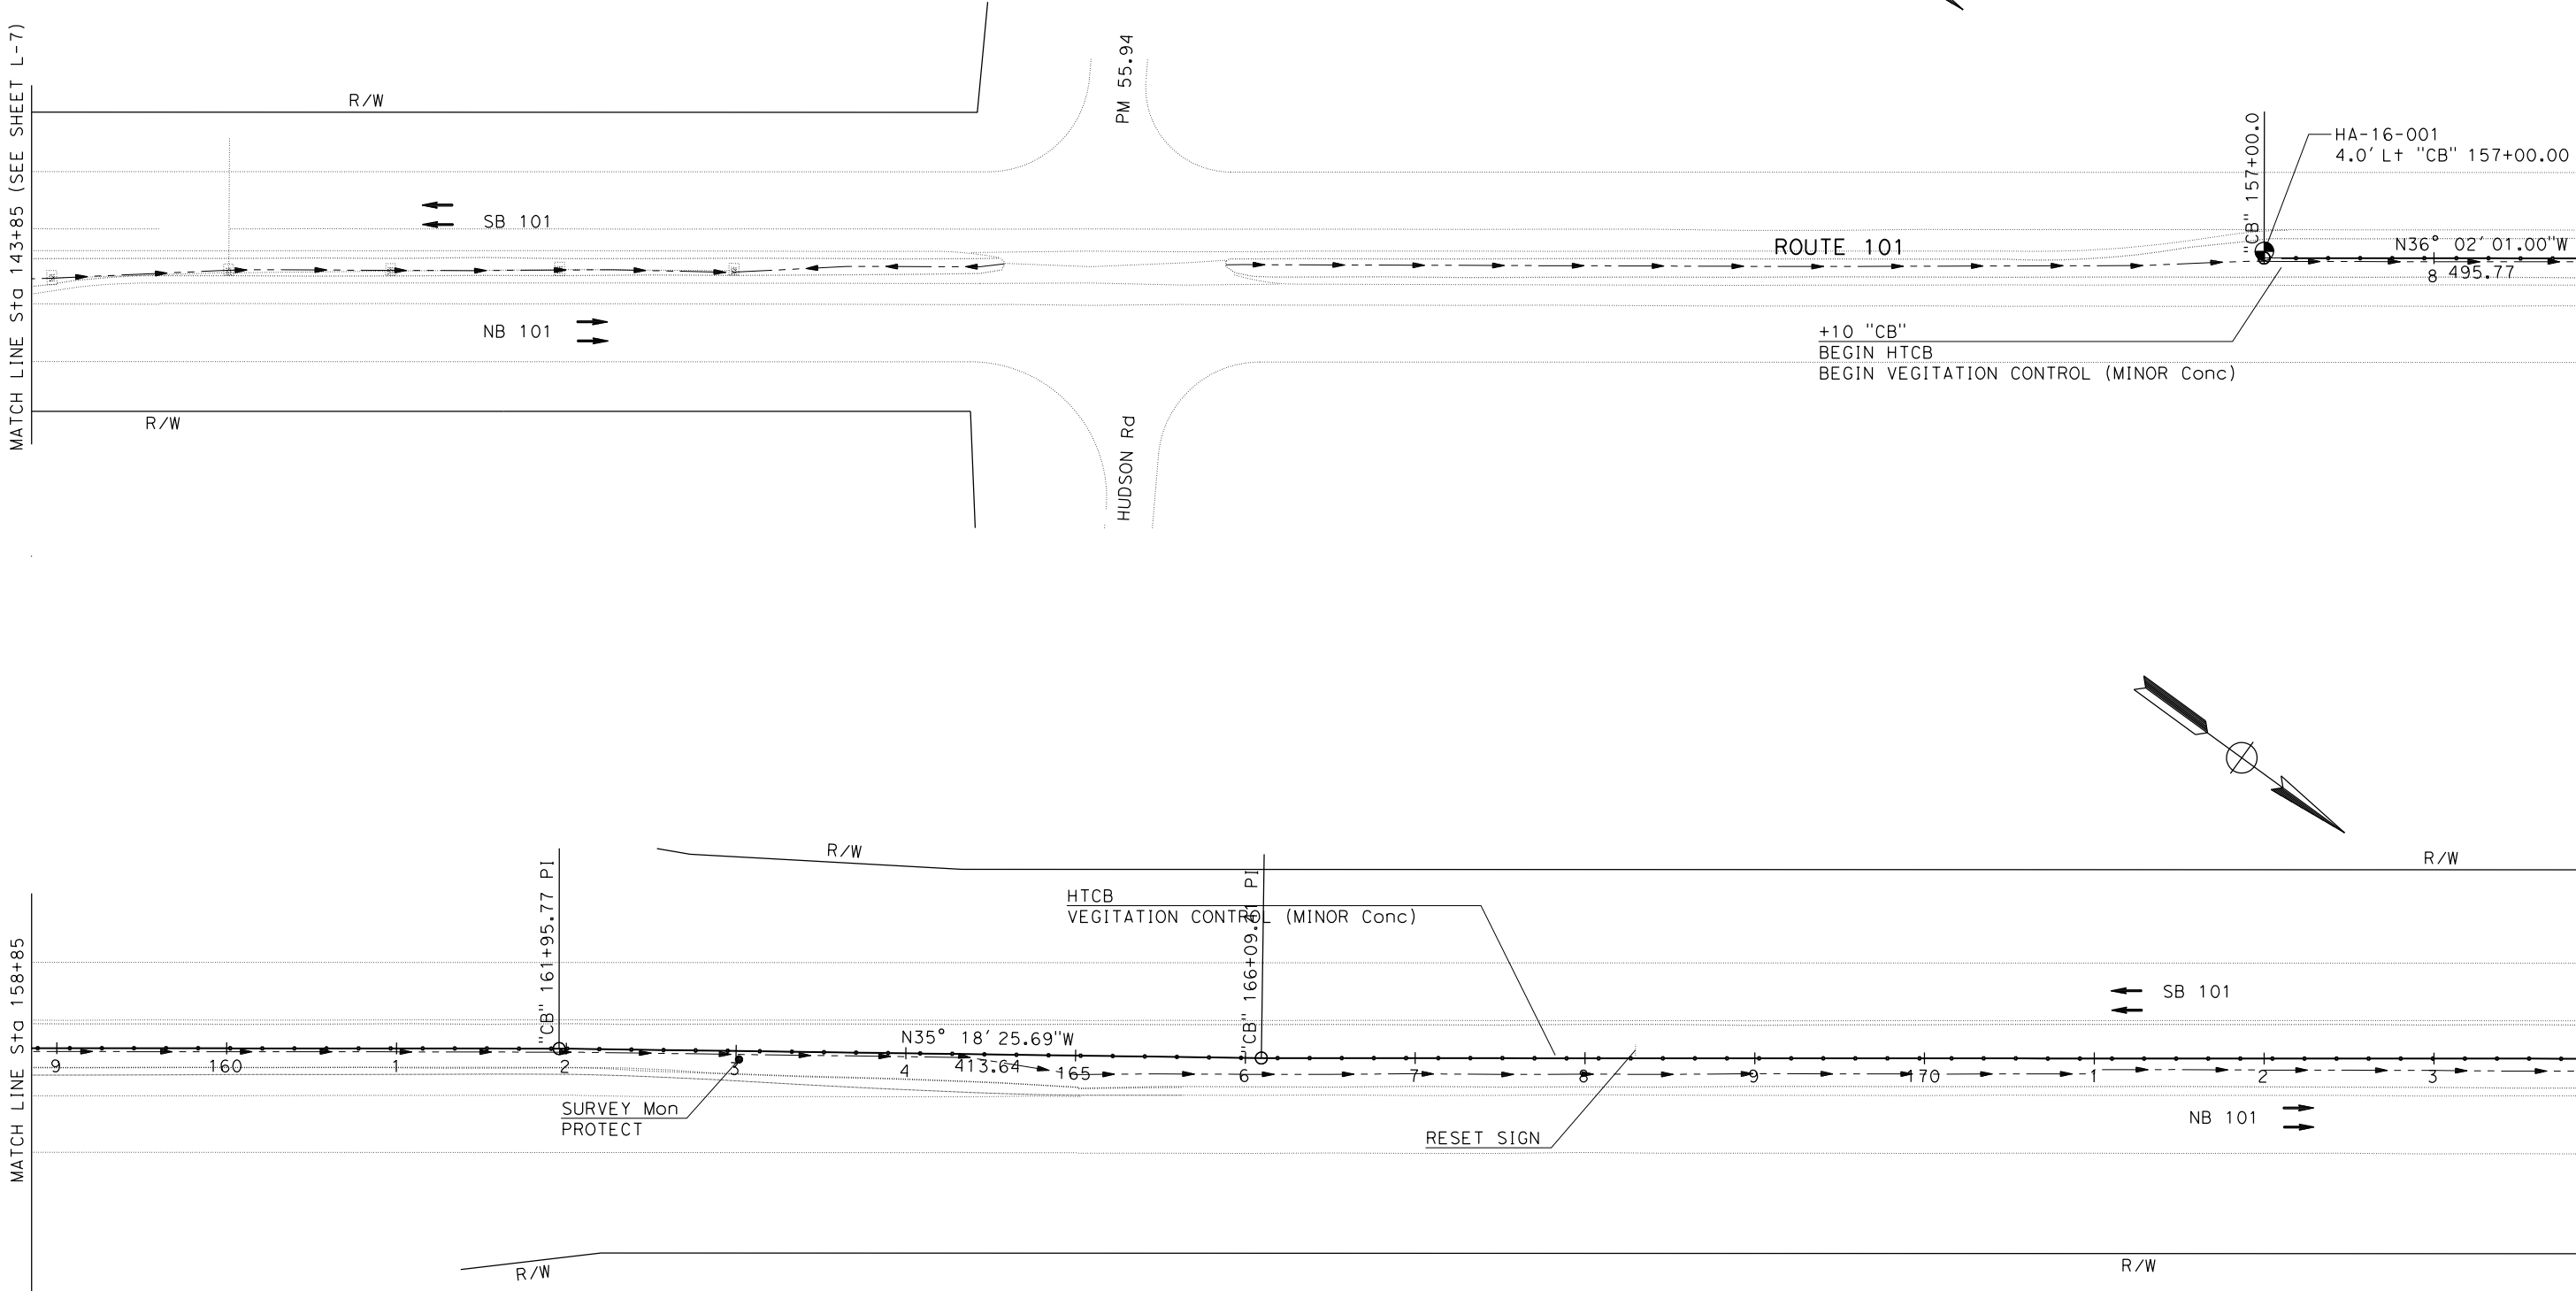 MATCH LINE Sta 143+85 (SEE SHEET L-7)
R/W
PM 55.94
"CB" 157+00.0
HA-16-001
4.0' Lt "CB" 157+00.00
SB 101
ROUTE 101
N36° 02' 01.00"W
8 495.77
NB 101
+10 "CB"
BEGIN HTCB
BEGIN VEGITATION CONTROL (MINOR Conc)
R/W
HUDSON Rd
MATCH LINE Sta 158+85
"CB" 161+95.77 PI
R/W
R/W
HTCB
VEGITATION CONTROL (MINOR Conc)
"CB" 166+09.41 PI
SB 101
N35° 18' 25.69"W
9 160 1 2 3 4 413.64 165 6 7 8 9 170 1 2 3
SURVEY Mon
PROTECT
NB 101
RESET SIGN
R/W
R/W